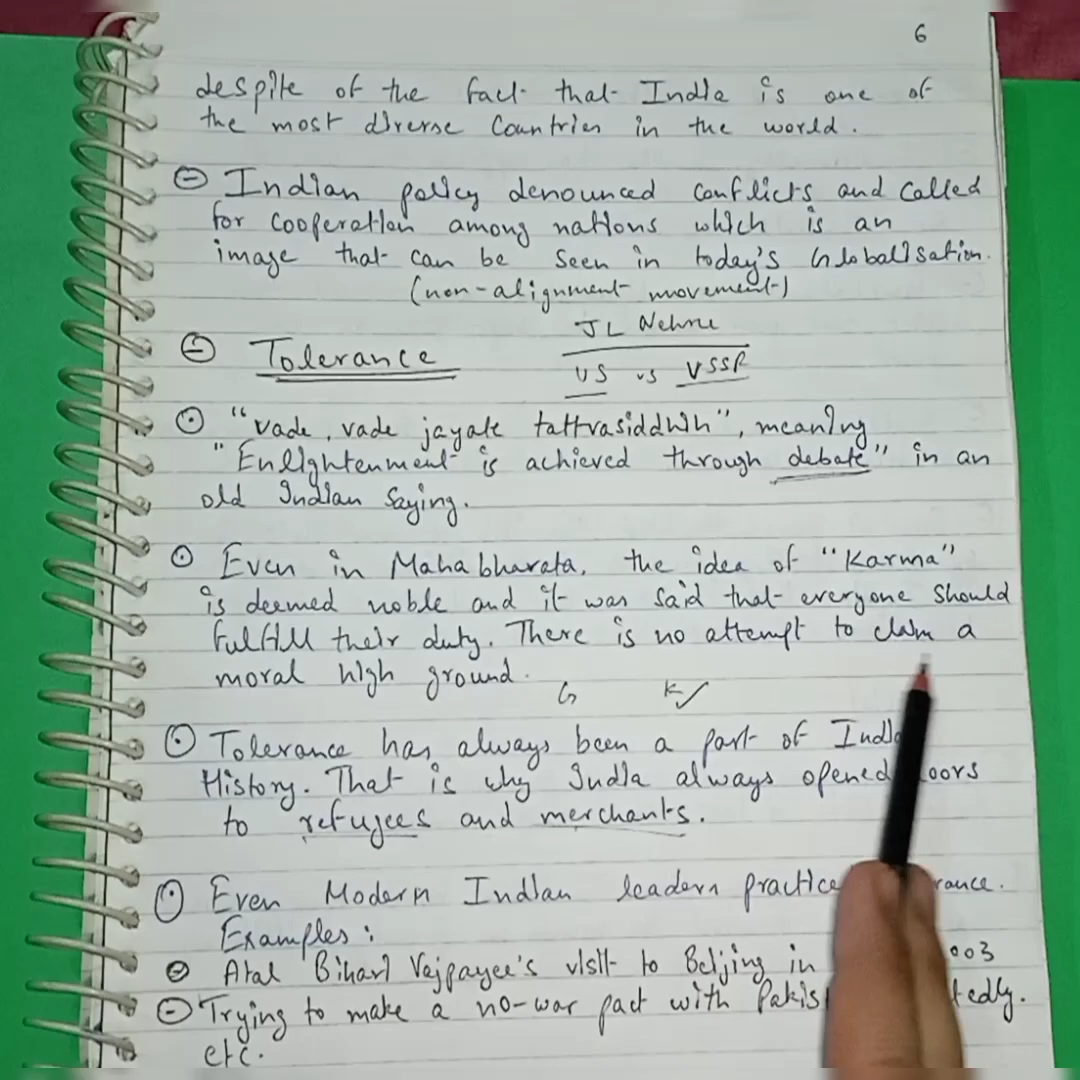 6
despite of the fact that India is one of
the most diverse Countries in the world.
Indian policy denounced conflicts and called
for cooperation among nations which is an
image that can be seen in today's Globalisation.
(non-alignment movement)
JL Nehru
Tolerance
US vs USSR
"vade, vade jayate tattvasiddhih", meaning
"Enlightenment is achieved through debate" in an
old Indian saying.
Even in Mahabharata, the idea of "Karma"
is deemed noble and it was said that everyone should
fulfill their duty. There is no attempt to claim a
moral high ground.
G K
Tolerance has always been a part of
History. That is why India always opened
to refugees and merchants.
Even Modern Indian leaders
Examples:
Atal Bihari Vajpayee's visit to Beijing in
Trying to make a no-war pact with
etc.